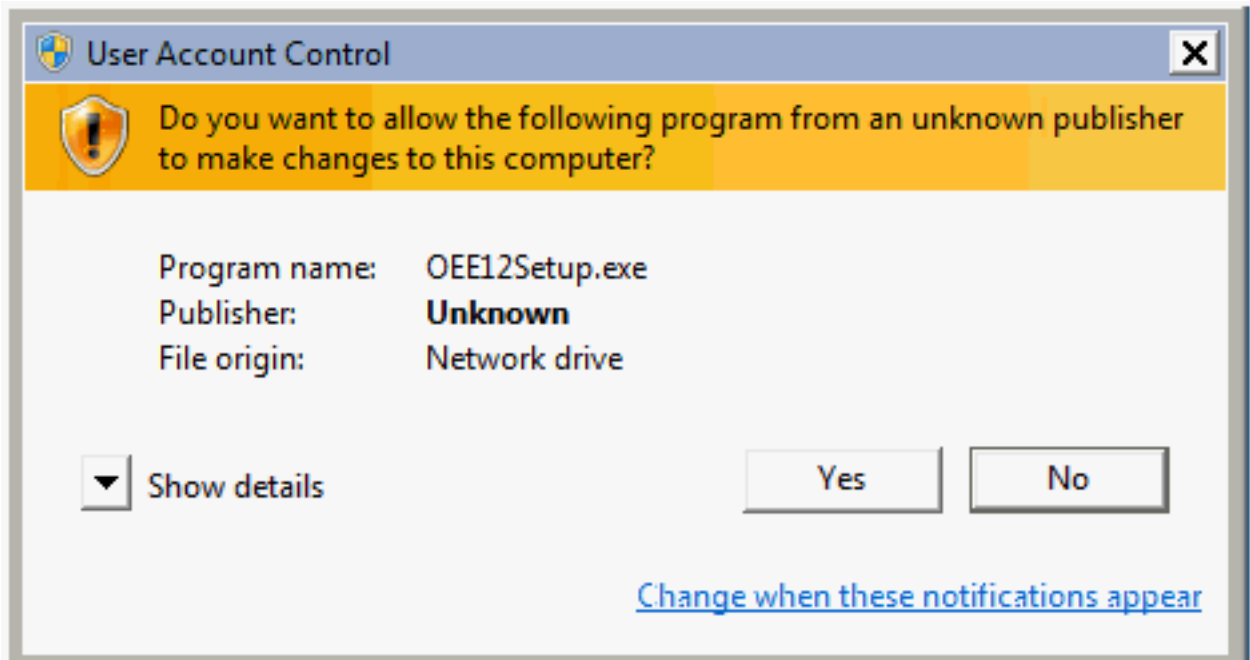 User Account Control
Do you want to allow the following program from an unknown publisher
to make changes to this computer?
Program name: OEE12Setup.exe
Publisher: Unknown
File origin: Network drive
Show details
Yes
No
Change when these notifications appear